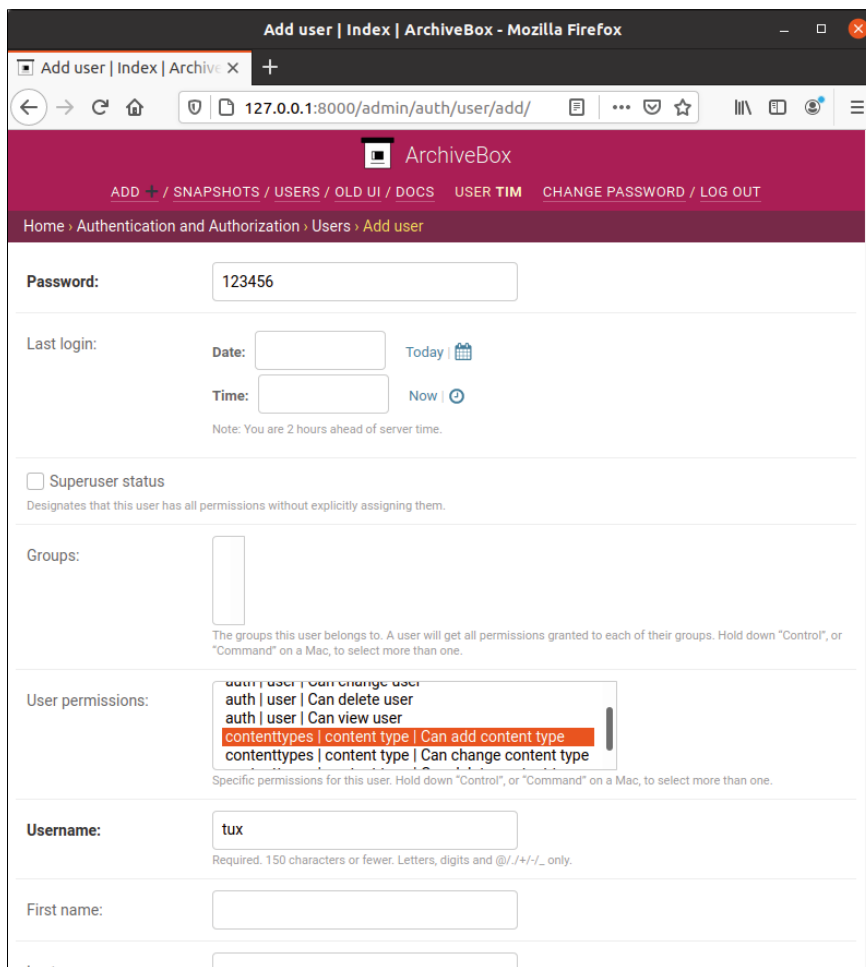 Add user | Index | ArchiveBox - Mozilla Firefox
Add user | Index | Archive
127.0.0.1:8000/admin/auth/user/add/
ArchiveBox
ADD + / SNAPSHOTS / USERS / OLD UI / DOCS USER TIM CHANGE PASSWORD / LOG OUT
Home › Authentication and Authorization › Users › Add user
Password: 123456
Last login: Date: Today |
Time: Now |
Note: You are 2 hours ahead of server time.
Superuser status
Designates that this user has all permissions without explicitly assigning them.
Groups:
The groups this user belongs to. A user will get all permissions granted to each of their groups. Hold down “Control”, or
“Command” on a Mac, to select more than one.
auth | user | Can change user
User permissions: auth | user | Can delete user
auth | user | Can view user
contenttypes | content type | Can add content type
contenttypes | content type | Can change content type
Specific permissions for this user. Hold down “Control”, or “Command” on a Mac, to select more than one.
Username: tux
Required. 150 characters or fewer. Letters, digits and @/./+/-/_ only.
First name: